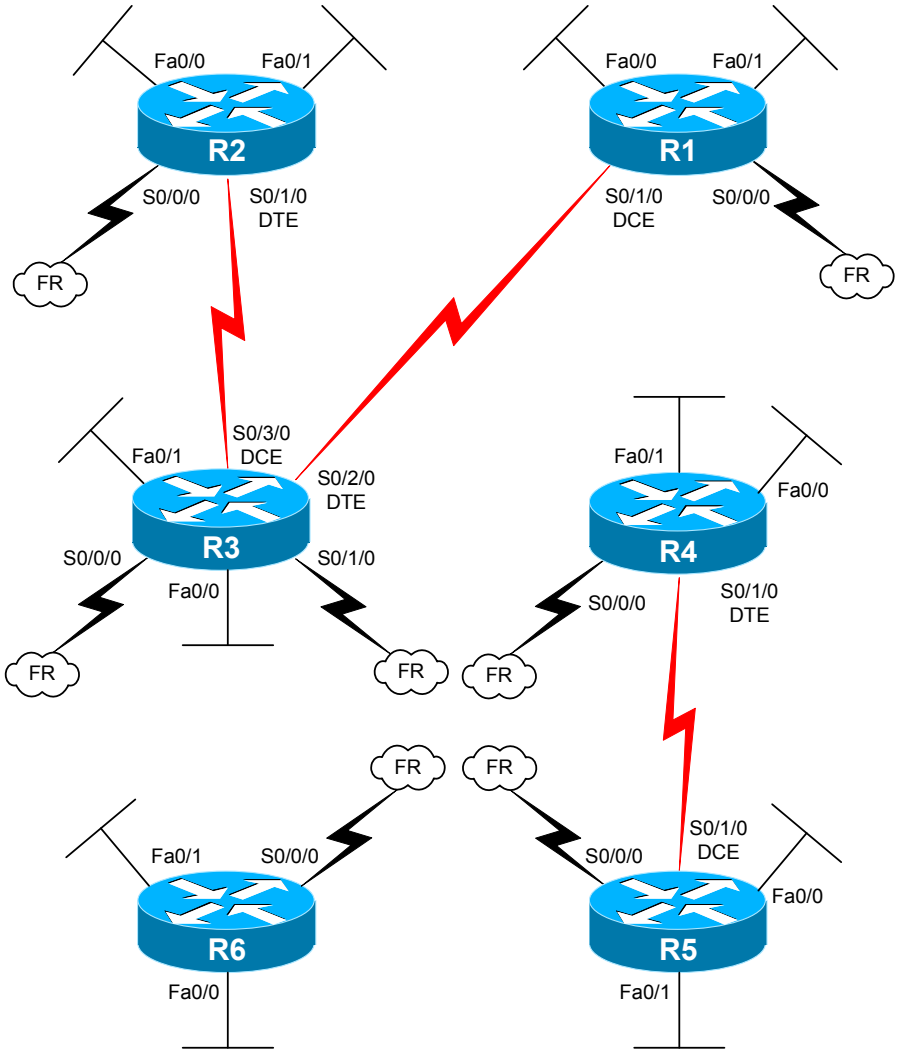 Fa0/0
Fa0/1
R2
S0/0/0
S0/1/0
DTE
FR
Fa0/0
Fa0/1
R1
S0/1/0
DCE
S0/0/0
FR
Fa0/1
S0/3/0
DCE
S0/2/0
DTE
R3
S0/0/0
Fa0/0
S0/1/0
FR
FR
Fa0/1
Fa0/0
R4
S0/0/0
S0/1/0
DTE
FR
FR
Fa0/1
S0/0/0
R6
Fa0/0
FR
S0/0/0
S0/1/0
DCE
Fa0/0
R5
Fa0/1